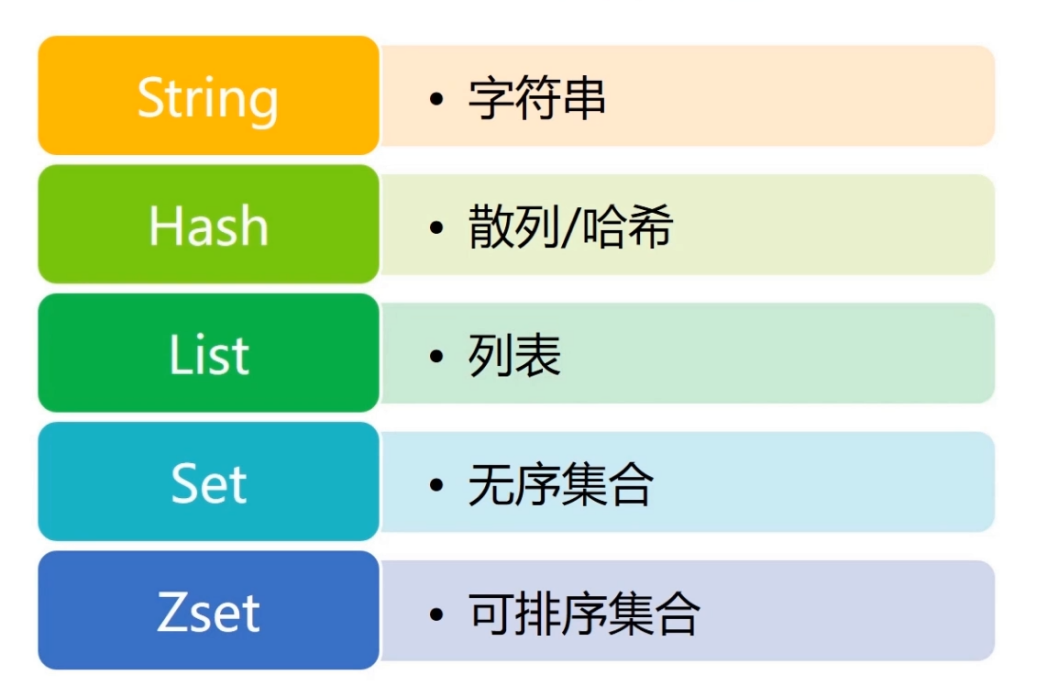 String
• 字符串
Hash
• 散列/哈希
List
• 列表
Set
• 无序集合
Zset
• 可排序集合